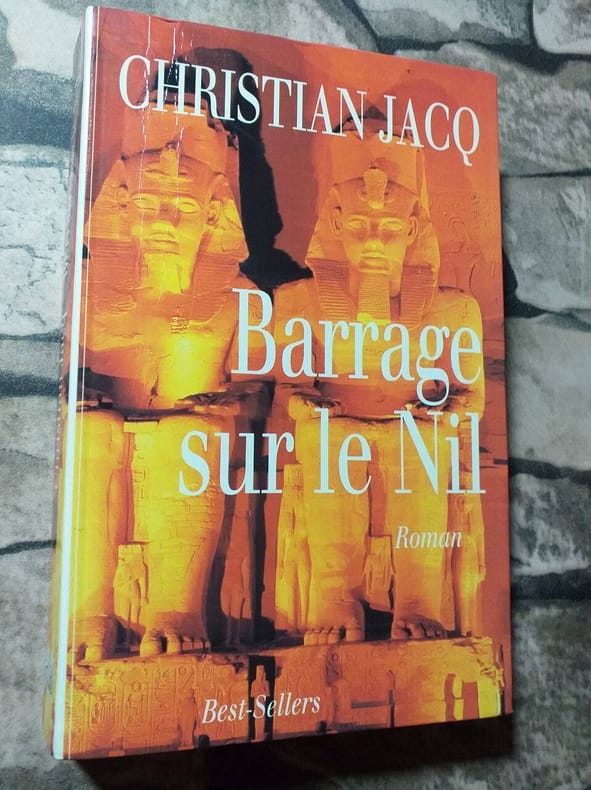 CHRISTIAN JACQ
Barrage
sur le Nil
Roman
Best-Sellers